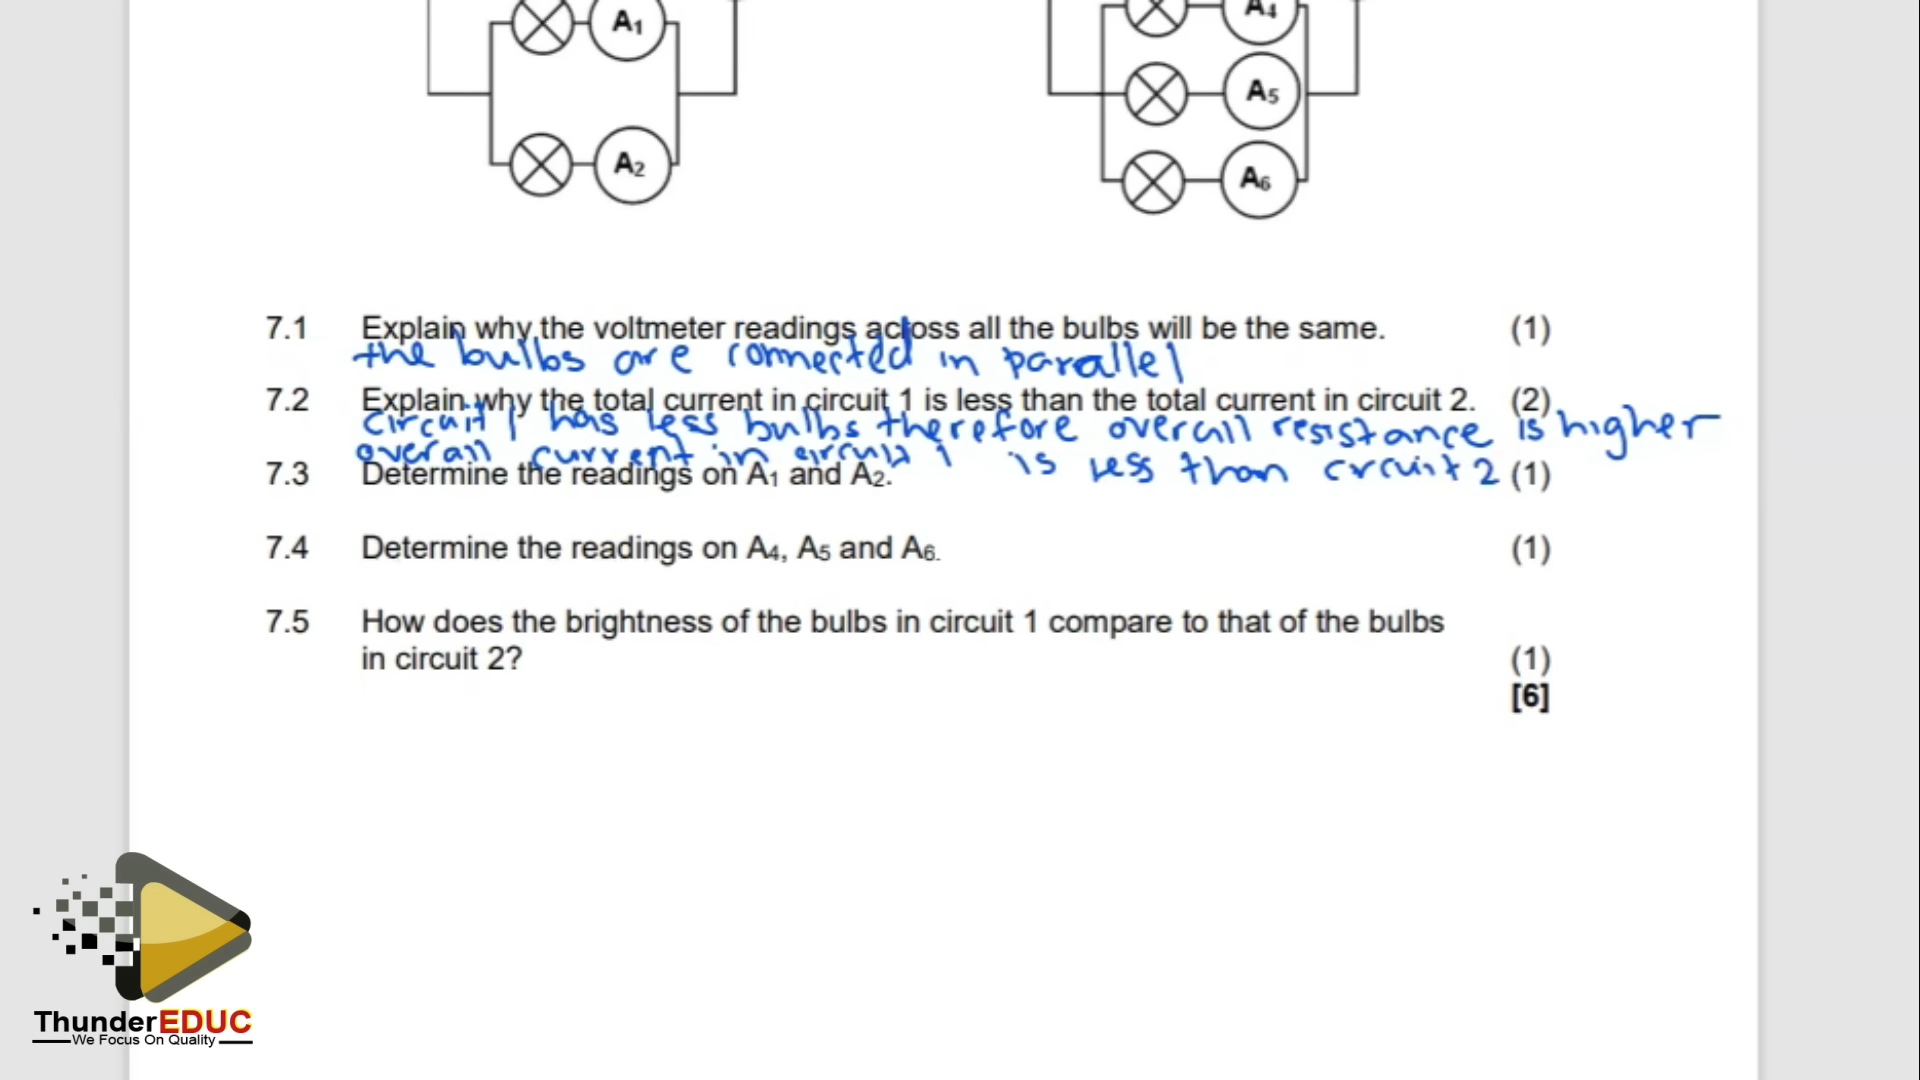 A1
A4
A5
A2
A6
7.1 Explain why the voltmeter readings across all the bulbs will be the same. (1)
the bulbs are connected in parallel
7.2 Explain why the total current in circuit 1 is less than the total current in circuit 2. (2)
circuit 1 has less bulbs therefore overall resistance is higher
overall current in circuit 1 is less than crcuit 2
7.3 Determine the readings on A1 and A2. (1)
7.4 Determine the readings on A4, A5 and A6. (1)
7.5 How does the brightness of the bulbs in circuit 1 compare to that of the bulbs
in circuit 2? (1)
[6]
ThunderEDUC
We Focus On Quality